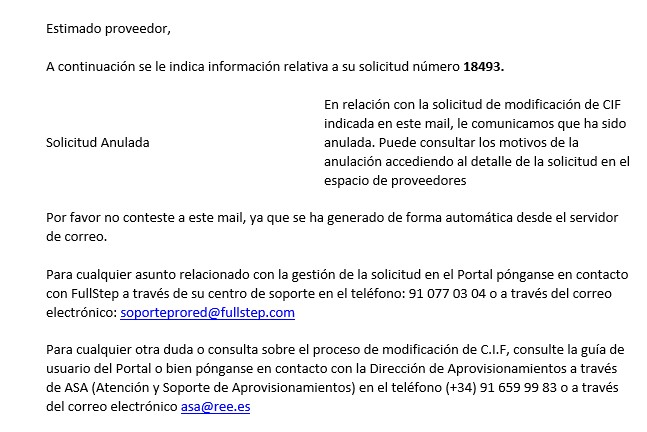 Estimado proveedor,
A continuación se le indica información relativa a su solicitud número 18493.
Solicitud Anulada
En relación con la solicitud de modificación de CIF
indicada en este mail, le comunicamos que ha sido
anulada. Puede consultar los motivos de la
anulación accediendo al detalle de la solicitud en el
espacio de proveedores
Por favor no conteste a este mail, ya que se ha generado de forma automática desde el servidor
de correo.
Para cualquier asunto relacionado con la gestión de la solicitud en el Portal pónganse en contacto
con FullStep a través de su centro de soporte en el teléfono: 91 077 03 04 o a través del correo
electrónico: soporteprored@fullstep.com
Para cualquier otra duda o consulta sobre el proceso de modificación de C.I.F, consulte la guía de
usuario del Portal o bien pónganse en contacto con la Dirección de Aprovisionamientos a través
de ASA (Atención y Soporte de Aprovisionamientos) en el teléfono (+34) 91 659 99 83 o a través
del correo electrónico asa@ree.es